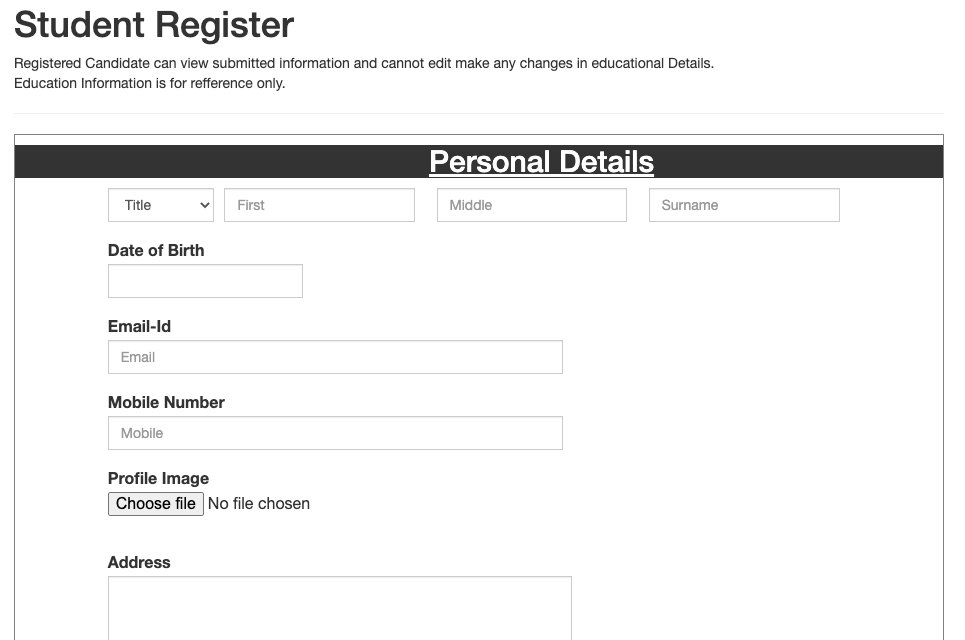 Student Register
Registered Candidate can view submitted information and cannot edit make any changes in educational Details.
Education Information is for refference only.
Personal Details
Title First Middle Surname
Date of Birth
Email-Id
Email
Mobile Number
Mobile
Profile Image
Choose file No file chosen
Address